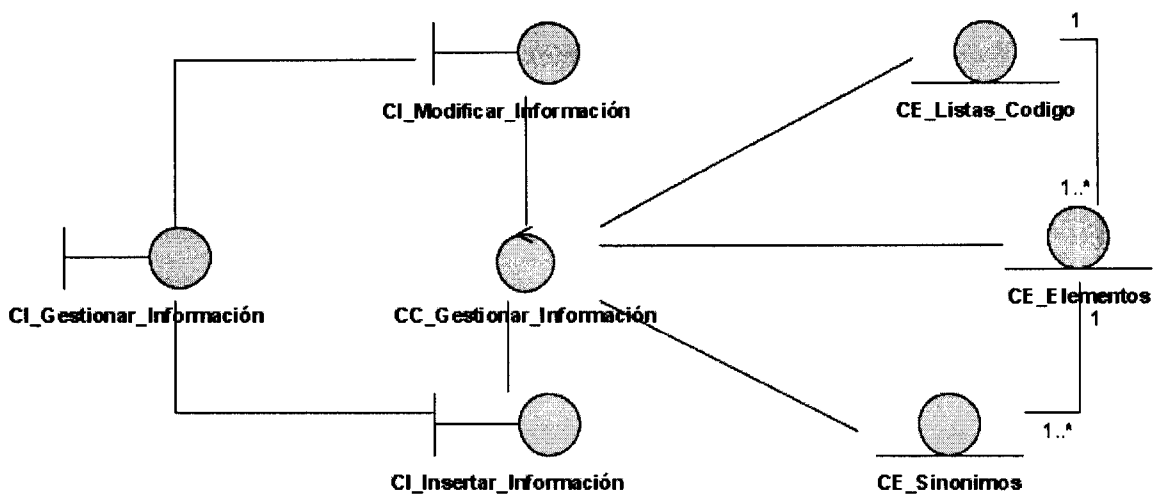 1
CI_Modificar_Información
CE_Listas_Codigo
1..*
CI_Gestionar_Información
CC_Gestionar_Información
CE_Elementos
1
1..*
CI_Insertar_Información
CE_Sinonimos